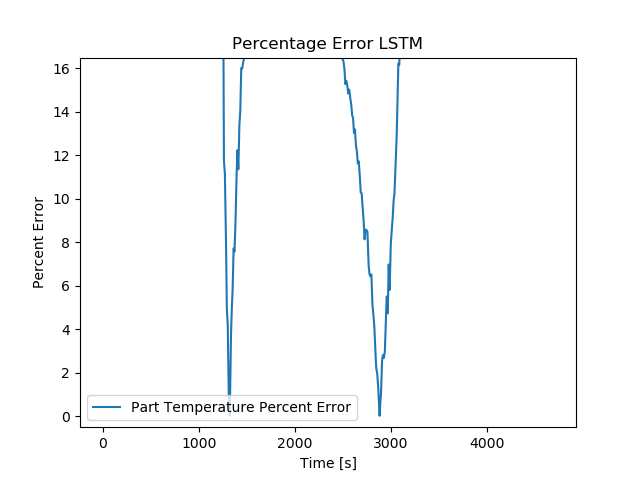 Percentage Error LSTM
16
14
12
10
8
6
4
2
0
Percent Error
Part Temperature Percent Error
0 1000 2000 3000 4000
Time [s]